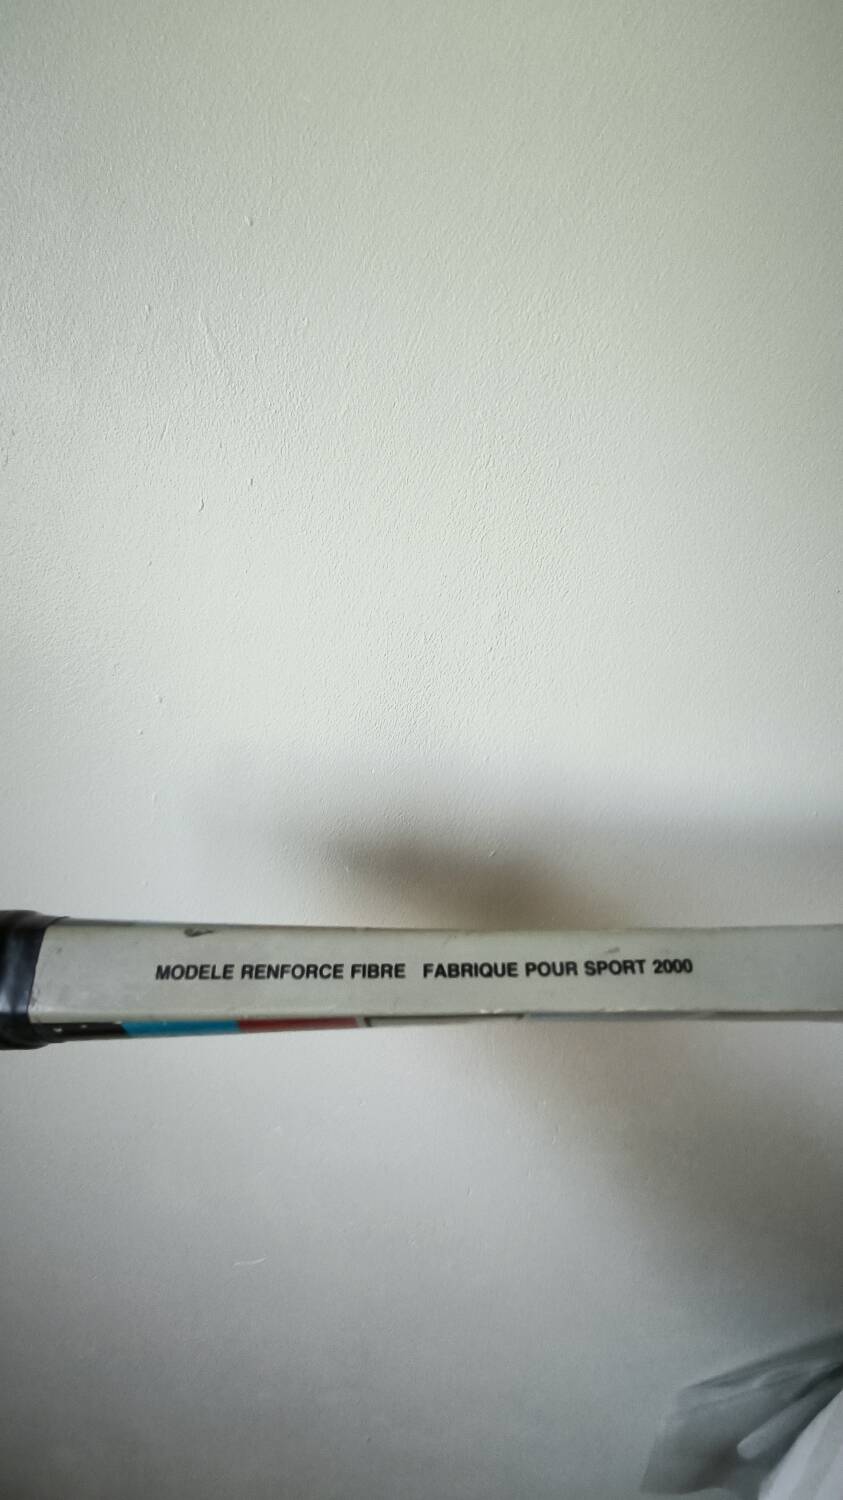 MODELE RENFORCE FIBRE FABRIQUE POUR SPORT 2000